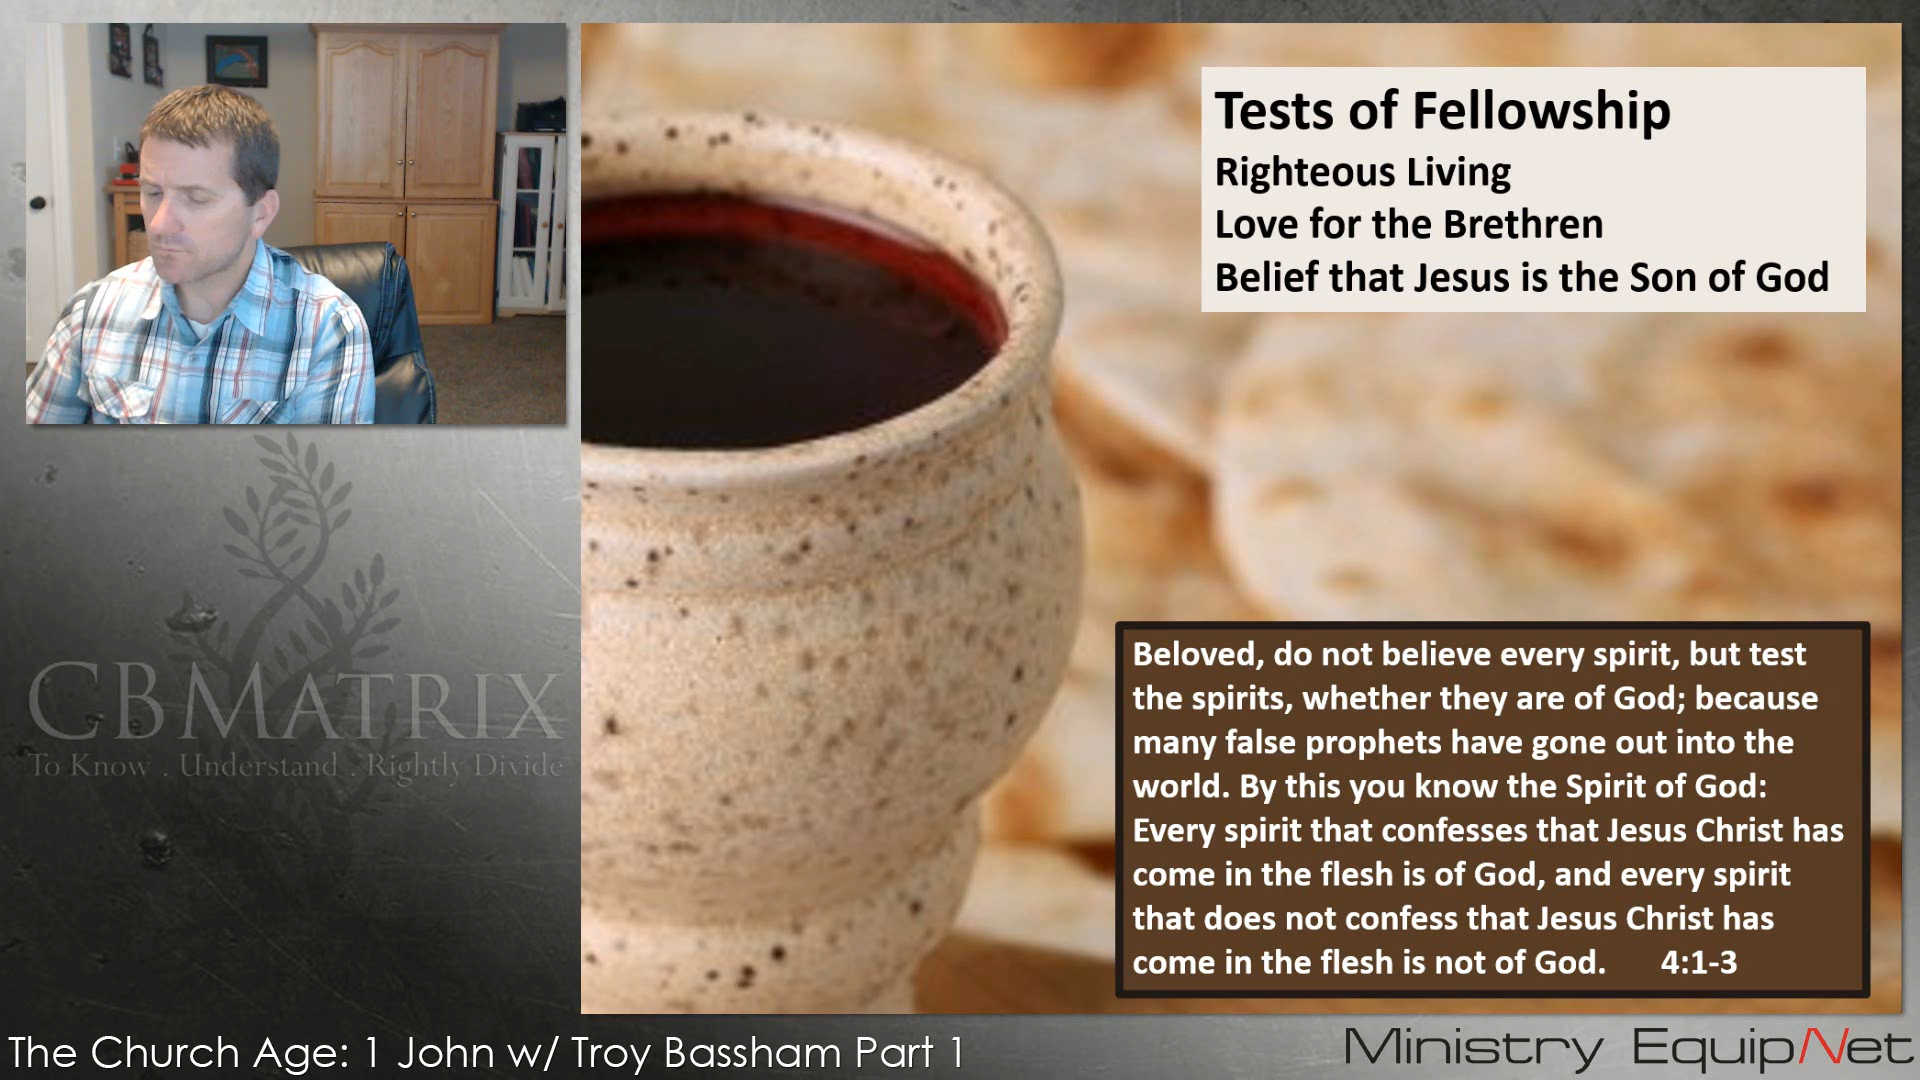 Tests of Fellowship
Righteous Living
Love for the Brethren
Belief that Jesus is the Son of God
Beloved, do not believe every spirit, but test
the spirits, whether they are of God; because
many false prophets have gone out into the
world. By this you know the Spirit of God:
Every spirit that confesses that Jesus Christ has
come in the flesh is of God, and every spirit
that does not confess that Jesus Christ has
come in the flesh is not of God. 4:1-3
CBMATRIX
To Know . Understand . Rightly Divide
The Church Age: 1 John w/ Troy Bassham Part 1
Ministry EquipNet